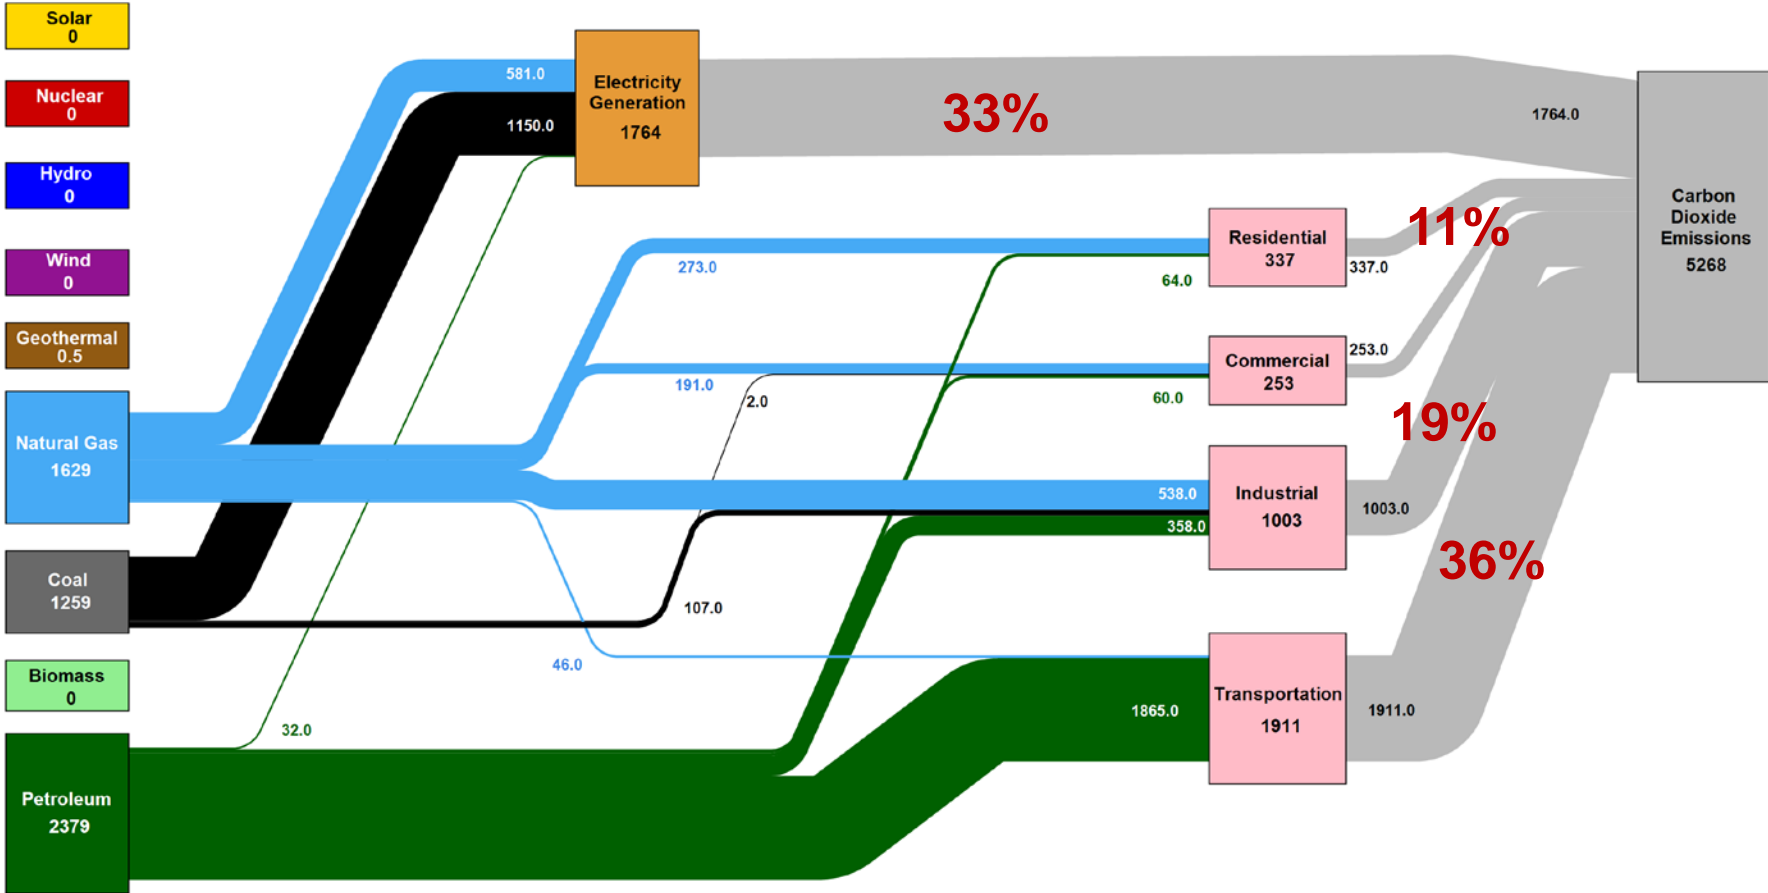 Solar
0
Nuclear
0
Hydro
0
Wind
0
Geothermal
0.5
Natural Gas
1629
Coal
1259
Biomass
0
Petroleum
2379
581.0
1150.0
Electricity
Generation
1764
33%
1764.0
273.0
191.0
2.0
107.0
46.0
32.0
64.0
60.0
538.0
358.0
1865.0
Residential
337
337.0
11%
Commercial
253
253.0
Industrial
1003
1003.0
19%
Transportation
1911
1911.0
36%
Carbon
Dioxide
Emissions
5268